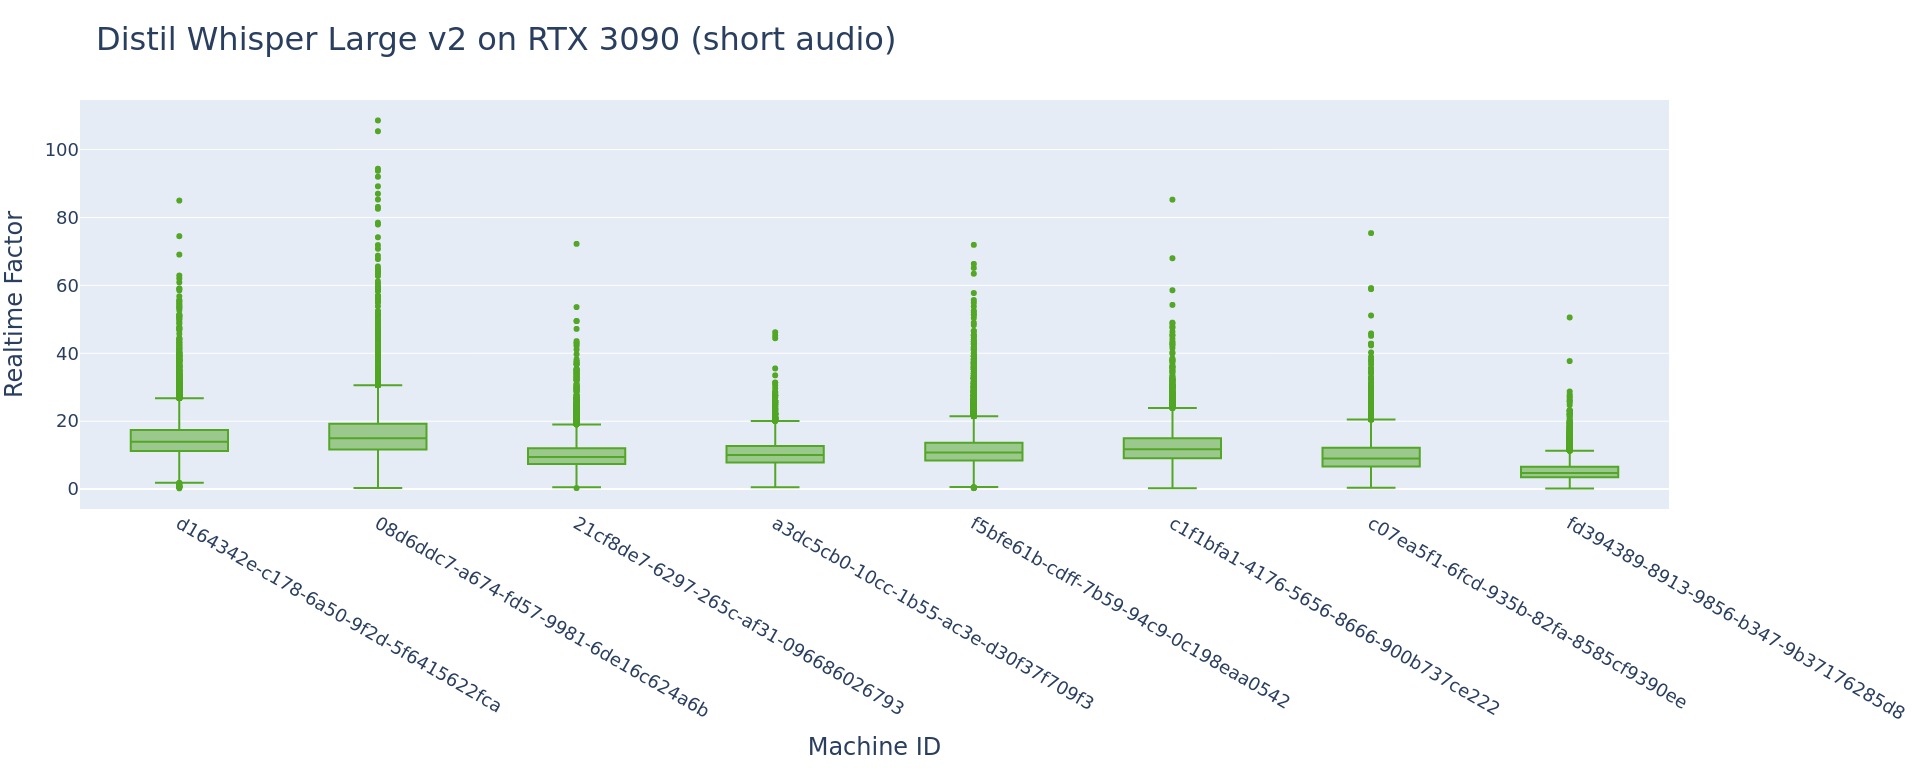 Distil Whisper Large v2 on RTX 3090 (short audio)
Realtime Factor
100
80
60
40
20
0
d164342e-c178-6a50-9f2d-5f6415622fca
08d6ddc7-a674-fd57-9981-6de16c624a6b
21cf8de7-6297-265c-af31-096686026793
a3dc5cb0-10cc-1b55-ac3e-d30f37f709f3
f5bfe61b-cdff-7b59-94c9-0c198eaa0542
c1f1bfa1-4176-5656-8666-900b737ce222
c07ea5f1-6fcd-935b-82fa-8585cf9390ee
fd394389-8913-9856-b347-9b37176285d8
Machine ID